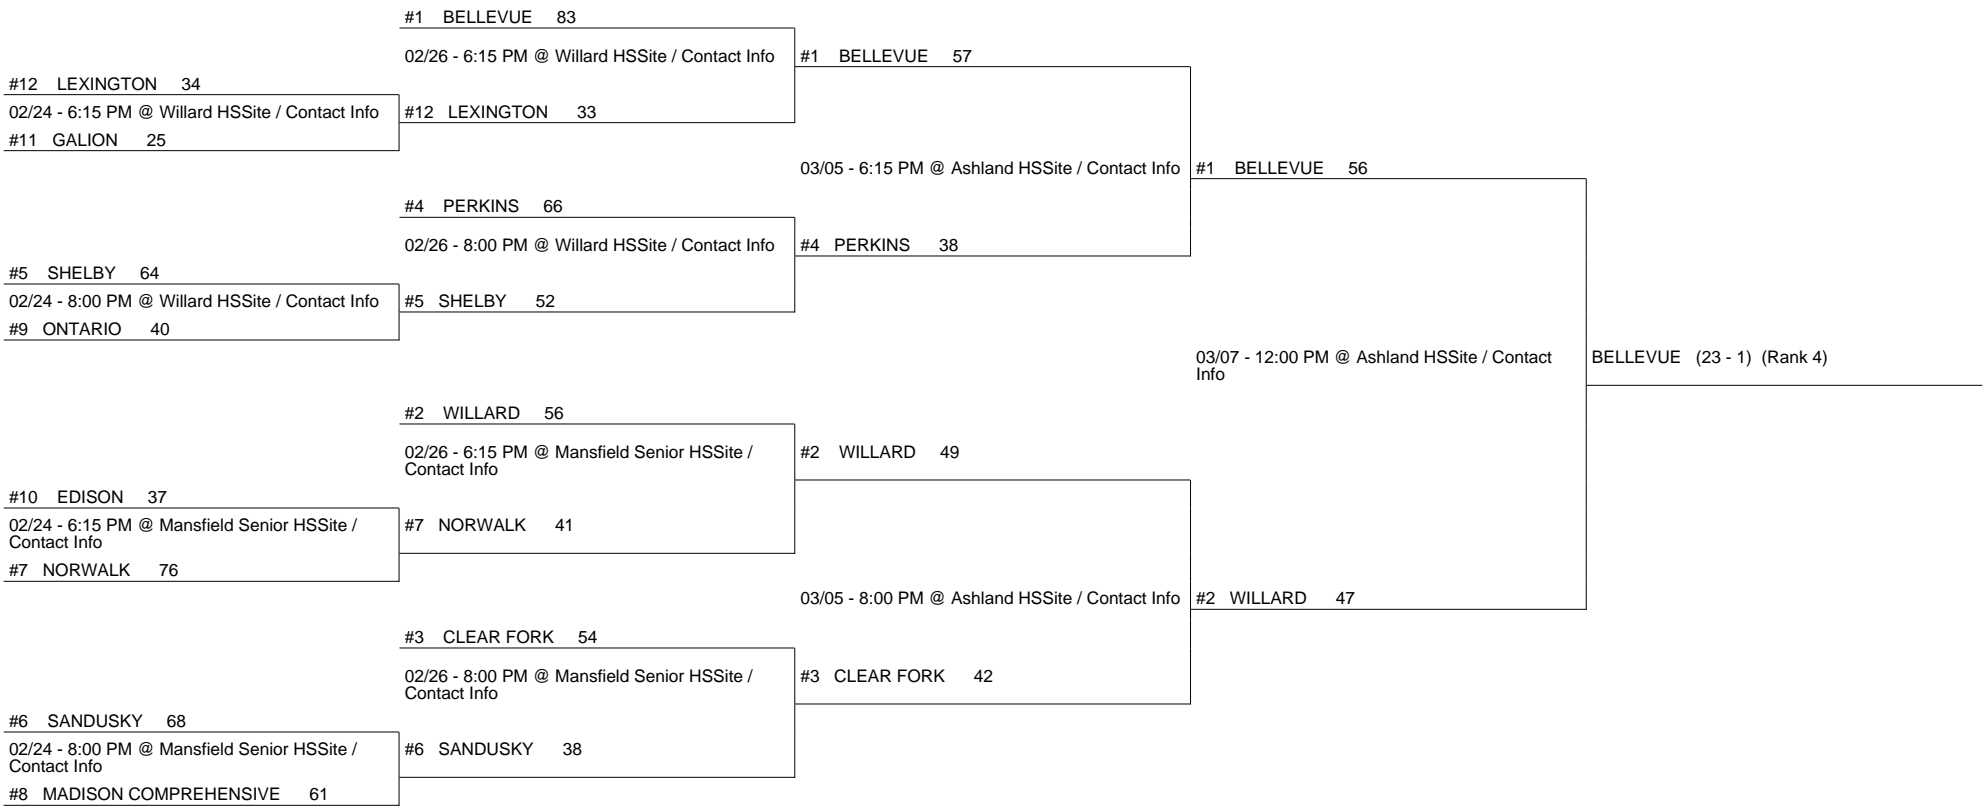 #1 BELLEVUE 83
02/26 - 6:15 PM @ Willard HSSite / Contact Info
#1 BELLEVUE 57
#12 LEXINGTON 34
02/24 - 6:15 PM @ Willard HSSite / Contact Info
#12 LEXINGTON 33
#11 GALION 25
03/05 - 6:15 PM @ Ashland HSSite / Contact Info
#1 BELLEVUE 56
#4 PERKINS 66
02/26 - 8:00 PM @ Willard HSSite / Contact Info
#4 PERKINS 38
#5 SHELBY 64
02/24 - 8:00 PM @ Willard HSSite / Contact Info
#5 SHELBY 52
#9 ONTARIO 40
03/07 - 12:00 PM @ Ashland HSSite / Contact
Info
BELLEVUE (23 - 1) (Rank 4)
#2 WILLARD 56
02/26 - 6:15 PM @ Mansfield Senior HSSite /
Contact Info
#2 WILLARD 49
#10 EDISON 37
02/24 - 6:15 PM @ Mansfield Senior HSSite /
Contact Info
#7 NORWALK 41
#7 NORWALK 76
03/05 - 8:00 PM @ Ashland HSSite / Contact Info
#2 WILLARD 47
#3 CLEAR FORK 54
02/26 - 8:00 PM @ Mansfield Senior HSSite /
Contact Info
#3 CLEAR FORK 42
#6 SANDUSKY 68
02/24 - 8:00 PM @ Mansfield Senior HSSite /
Contact Info
#6 SANDUSKY 38
#8 MADISON COMPREHENSIVE 61